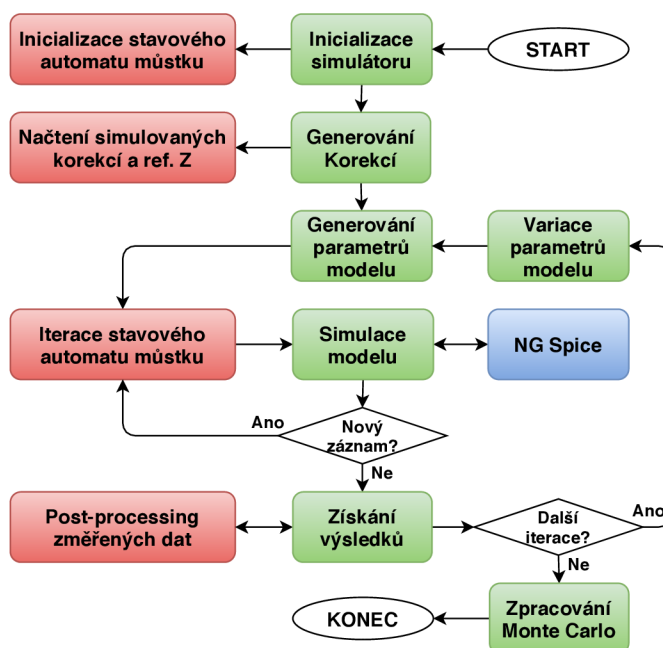 Inicializace stavového
automatu můstku
Inicializace
simulátoru
START
Načtení simulovaných
korekcí a ref. Z
Generování
Korekcí
Generování
parametrů
modelu
Variace
parametrů
modelu
Iterace stavového
automatu můstku
Simulace
modelu
NG Spice
Ano
Nový
záznam?
Ne
Post-processing
změřených dat
Získání
výsledků
Další
iterace?
Ano
Ne
KONEC
Zpracování
Monte Carlo